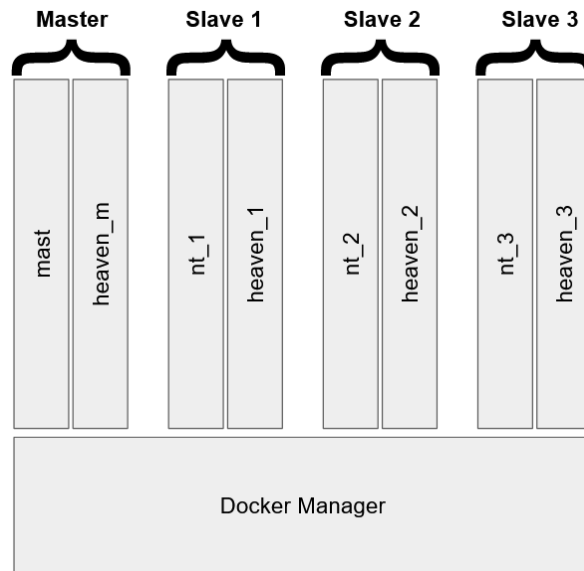 Master
Slave 1
Slave 2
Slave 3
mast
heaven_m
nt_1
heaven_1
nt_2
heaven_2
nt_3
heaven_3
Docker Manager